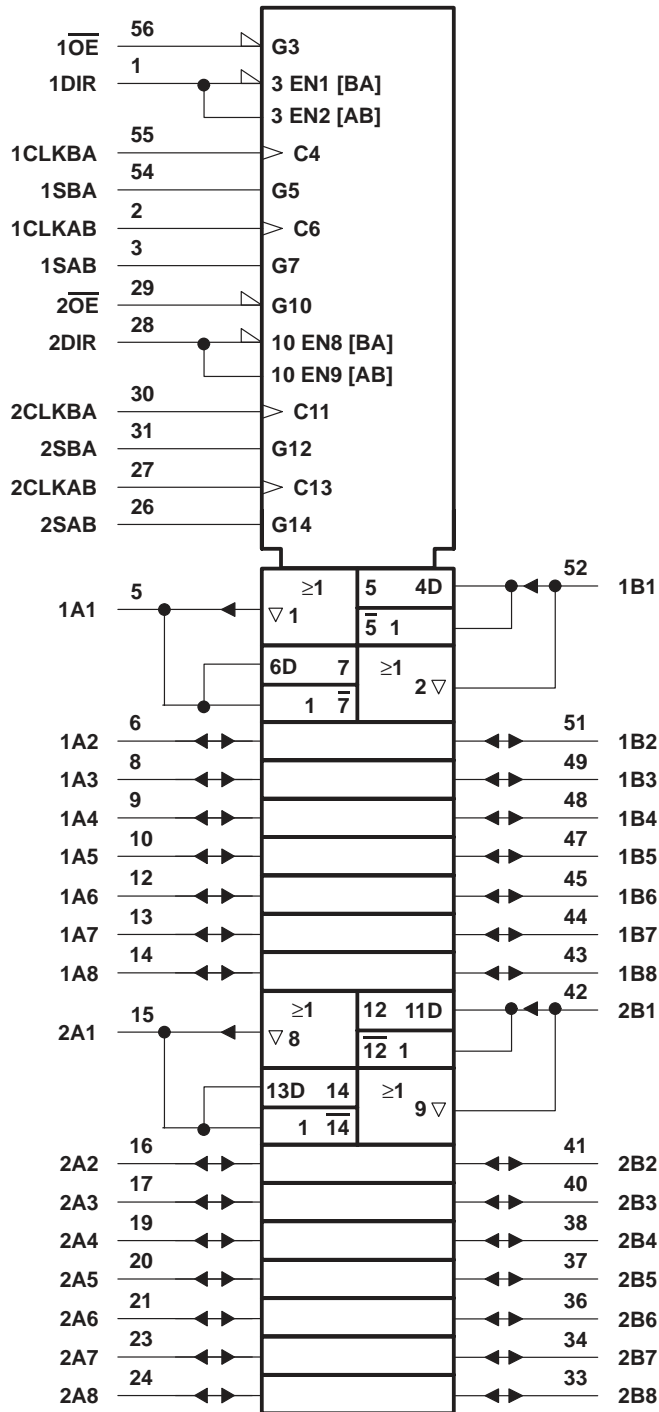 56
1O̅E̅ G3
1
1DIR 3 EN1 [BA]
3 EN2 [AB]
55
1CLKBA C4
54
1SBA G5
2
1CLKAB C6
3
1SAB G7
29
2O̅E̅ G10
28
2DIR 10 EN8 [BA]
10 EN9 [AB]
30
2CLKBA C11
31
2SBA G12
27
2CLKAB C13
26
2SAB G14
5 ≥1 5 4D 52
1A1 ▽ 1 5̅ 1 1B1
6D 7 ≥1
1 7̅ 2 ▽
6 51
1A2 1B2
8 49
1A3 1B3
9 48
1A4 1B4
10 47
1A5 1B5
12 45
1A6 1B6
13 44
1A7 1B7
14 43
1A8 1B8
15 ≥1 12 11D 42
2A1 ▽ 8 1̅2̅ 1 2B1
13D 14 ≥1
1 1̅4̅ 9 ▽
16 41
2A2 2B2
17 40
2A3 2B3
19 38
2A4 2B4
20 37
2A5 2B5
21 36
2A6 2B6
23 34
2A7 2B7
24 33
2A8 2B8